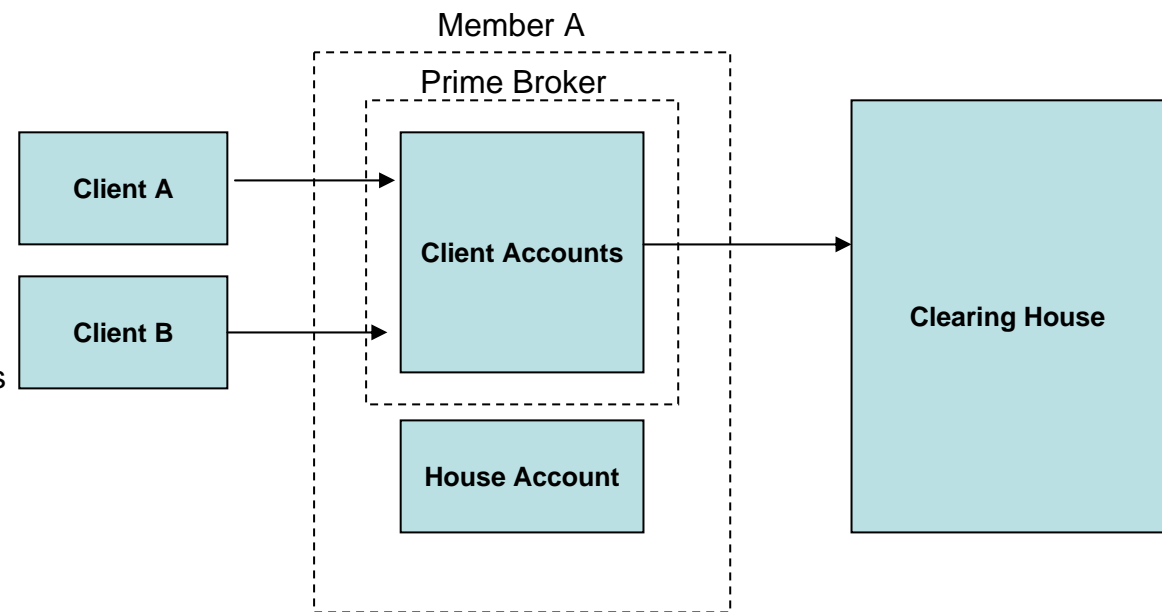 Member A
Prime Broker
Client A
Client Accounts
Client B
Clearing House
s
House Account